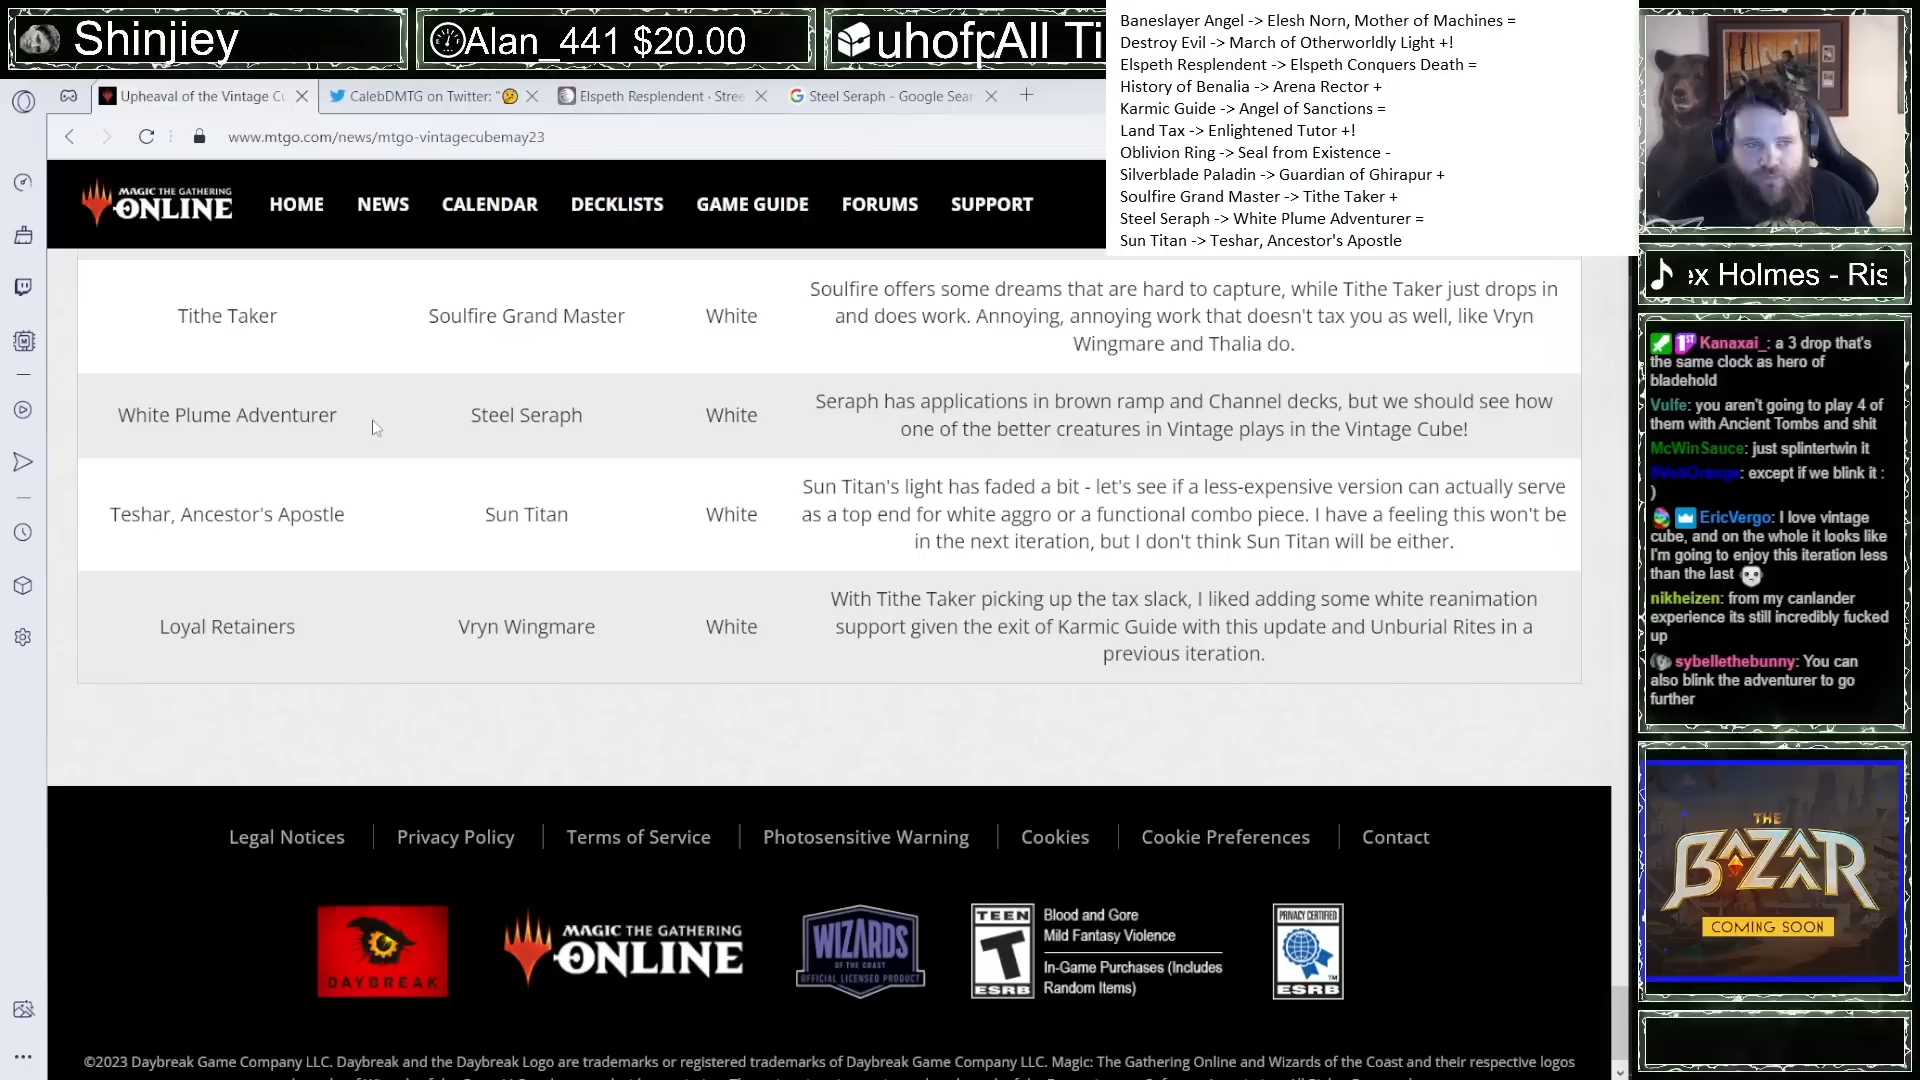 Shinjiey
Alan_441 $20.00
uhofp All Ti
Baneslayer Angel -> Elesh Norn, Mother of Machines =
Destroy Evil -> March of Otherworldly Light +!
Elspeth Resplendent -> Elspeth Conquers Death =
History of Benalia -> Arena Rector +
Karmic Guide -> Angel of Sanctions =
Land Tax -> Enlightened Tutor +!
Oblivion Ring -> Seal from Existence -
Silverblade Paladin -> Guardian of Ghirapur +
Soulfire Grand Master -> Tithe Taker +
Steel Seraph -> White Plume Adventurer =
Sun Titan -> Teshar, Ancestor's Apostle
Upheaval of the Vintage Cu
CalebDMTG on Twitter: "
Elspeth Resplendent · Stree
Steel Seraph - Google Sear
www.mtgo.com/news/mtgo-vintagecubemay23
MAGIC THE GATHERING
ONLINE
HOME NEWS CALENDAR DECKLISTS GAME GUIDE FORUMS SUPPORT
Tithe Taker
Soulfire Grand Master
White
Soulfire offers some dreams that are hard to capture, while Tithe Taker just drops in
and does work. Annoying, annoying work that doesn't tax you as well, like Vryn
Wingmare and Thalia do.
White Plume Adventurer
Steel Seraph
White
Seraph has applications in brown ramp and Channel decks, but we should see how
one of the better creatures in Vintage plays in the Vintage Cube!
Teshar, Ancestor's Apostle
Sun Titan
White
Sun Titan's light has faded a bit - let's see if a less-expensive version can actually serve
as a top end for white aggro or a functional combo piece. I have a feeling this won't be
in the next iteration, but I don't think Sun Titan will be either.
Loyal Retainers
Vryn Wingmare
White
With Tithe Taker picking up the tax slack, I liked adding some white reanimation
support given the exit of Karmic Guide with this update and Unburial Rites in a
previous iteration.
Legal Notices
Privacy Policy
Terms of Service
Photosensitive Warning
Cookies
Cookie Preferences
Contact
DAYBREAK
MAGIC THE GATHERING
ONLINE
WIZARDS
OF THE COAST
OFFICIAL LICENSED PRODUCT
TEEN
T
ESRB
Blood and Gore
Mild Fantasy Violence
In-Game Purchases (Includes
Random Items)
PRIVACY CERTIFIED
ESRB
©2023 Daybreak Game Company LLC. Daybreak and the Daybreak Logo are trademarks or registered trademarks of Daybreak Game Company LLC. Magic: The Gathering Online and Wizards of the Coast and their respective logos
ex Holmes - Ris
1ST Kanaxai_: a 3 drop that's
the same clock as hero of
bladehold
Vulfe: you aren't going to play 4 of
them with Ancient Tombs and shit
McWinSauce: just splintertwin it
8VoltOrange: except if we blink it :
)
EricVergo: I love vintage
cube, and on the whole it looks like
I'm going to enjoy this iteration less
than the last
nikheizen: from my canlander
experience its still incredibly fucked
up
sybellethebunny: You can
also blink the adventurer to go
further
THE
BAZAAR
COMING SOON